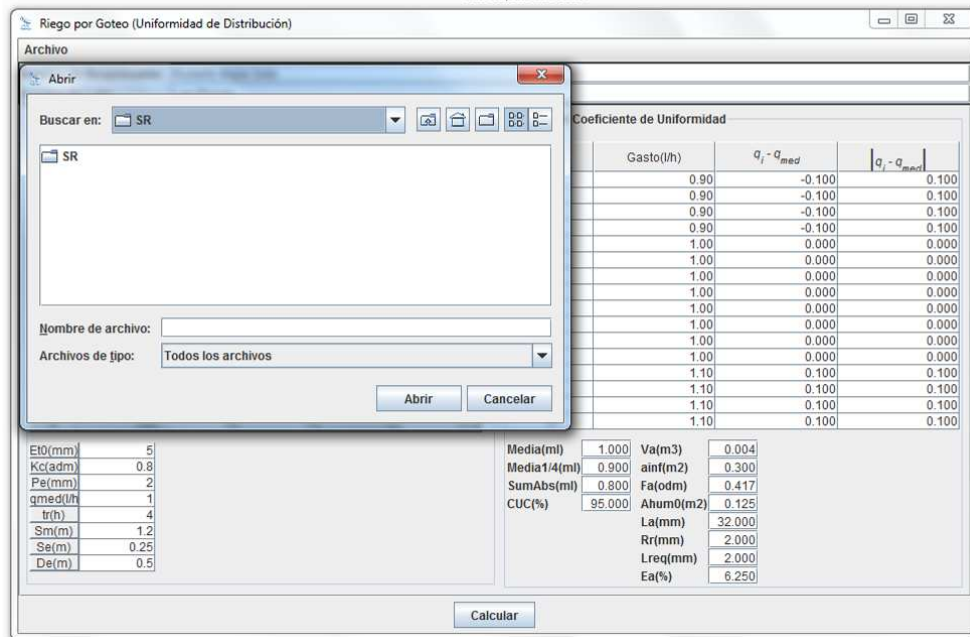 Riego por Goteo (Uniformidad de Distribución)
Archivo
Abrir
Buscar en: SR
SR
Nombre de archivo:
Archivos de tipo: Todos los archivos
Abrir Cancelar
Coeficiente de Uniformidad
Gasto(l/h) qi - qmed |qi - qmed|
0.90 -0.100 0.100
0.90 -0.100 0.100
0.90 -0.100 0.100
0.90 -0.100 0.100
1.00 0.000 0.000
1.00 0.000 0.000
1.00 0.000 0.000
1.00 0.000 0.000
1.00 0.000 0.000
1.00 0.000 0.000
1.00 0.000 0.000
1.00 0.000 0.000
1.10 0.100 0.100
1.10 0.100 0.100
1.10 0.100 0.100
1.10 0.100 0.100
Et0(mm) 5
Kc(adm) 0.8
Pe(mm) 2
qmed(l/h 1
tr(h) 4
Sm(m) 1.2
Se(m) 0.25
De(m) 0.5
Media(ml) 1.000 Va(m3) 0.004
Media1/4(ml) 0.900 ainf(m2) 0.300
SumAbs(ml) 0.800 Fa(odm) 0.417
CUC(%) 95.000 Ahum0(m2) 0.125
La(mm) 32.000
Rr(mm) 2.000
Lreq(mm) 2.000
Ea(%) 6.250
Calcular